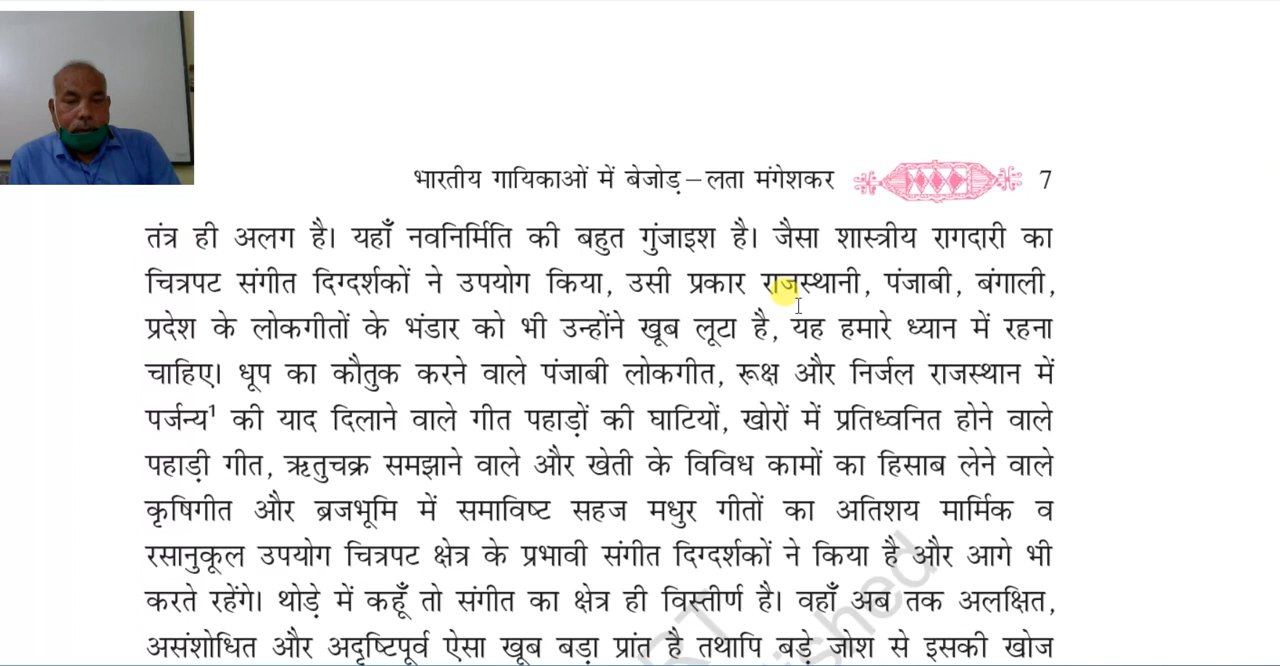 भारतीय गायिकाओं में बेजोड़–लता मंगेशकर 7
तंत्र ही अलग है। यहाँ नवनिर्मिति की बहुत गुंजाइश है। जैसा शास्त्रीय रागदारी का
चित्रपट संगीत दिग्दर्शकों ने उपयोग किया, उसी प्रकार राजस्थानी, पंजाबी, बंगाली,
प्रदेश के लोकगीतों के भंडार को भी उन्होंने खूब लूटा है, यह हमारे ध्यान में रहना
चाहिए। धूप का कौतुक करने वाले पंजाबी लोकगीत, रूक्ष और निर्जल राजस्थान में
पर्जन्य¹ की याद दिलाने वाले गीत पहाड़ों की घाटियों, खोरों में प्रतिध्वनित होने वाले
पहाड़ी गीत, ऋतुचक्र समझाने वाले और खेती के विविध कामों का हिसाब लेने वाले
कृषिगीत और ब्रजभूमि में समाविष्ट सहज मधुर गीतों का अतिशय मार्मिक व
रसानुकूल उपयोग चित्रपट क्षेत्र के प्रभावी संगीत दिग्दर्शकों ने किया है और आगे भी
करते रहेंगे। थोड़े में कहूँ तो संगीत का क्षेत्र ही विस्तीर्ण है। वहाँ अब तक अलक्षित,
असंशोधित और अदृष्टिपूर्व ऐसा खूब बड़ा प्रांत है तथापि बड़े जोश से इसकी खोज